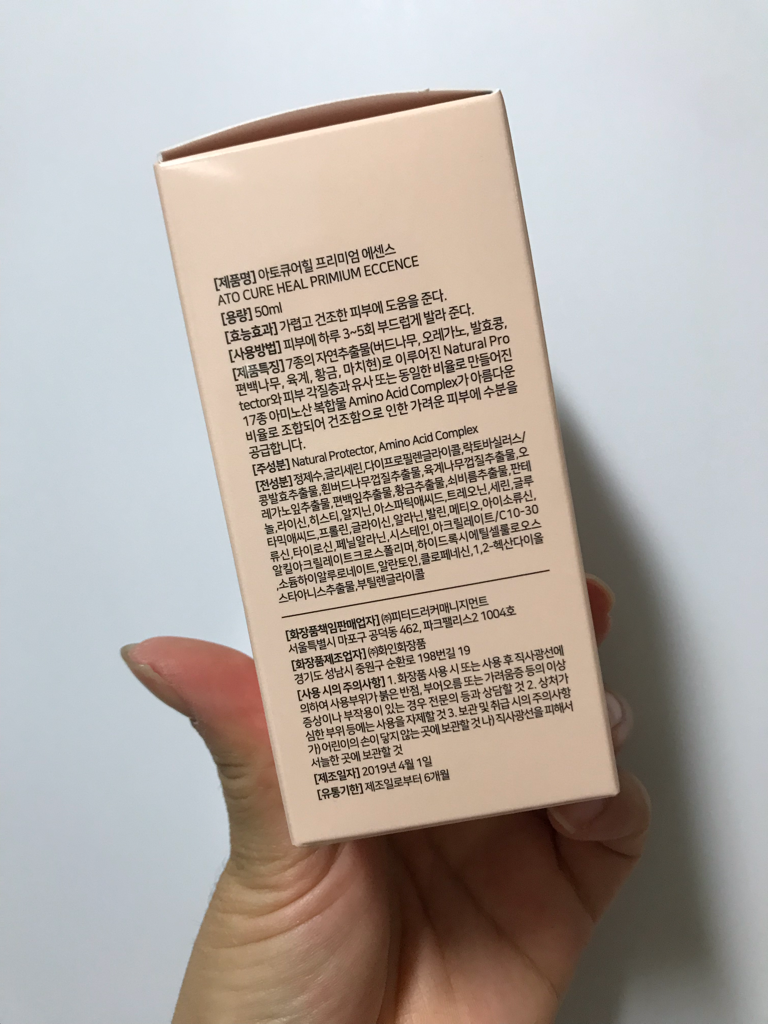 [제품명] 아토큐어힐 프리미엄 에센스
ATO CURE HEAL PRIMIUM ECCENCE
[용량] 50ml
[효능효과] 가렵고 건조한 피부에 도움을 준다.
[사용방법] 피부에 하루 3~5회 부드럽게 발라 준다.
[제품특징] 7종의 자연추출물(버드나무, 오레가노, 발효콩,
편백나무, 육계, 황금, 마치현)로 이루어진 Natural Pro
tector와 피부 각질층과 유사 또는 동일한 비율로 만들어진
17종 아미노산 복합물 Amino Acid Complex가 아름다운
비율로 조합되어 건조함으로 인한 가려운 피부에 수분을
공급합니다.
[주성분] Natural Protector, Amino Acid Complex
[전성분] 정제수,글리세린,다이프로필렌글라이콜,락토바실러스/
콩발효추출물,흰버드나무껍질추출물,육계나무껍질추출물,오
레가노잎추출물,편백잎추출물,황금추출물,쇠비름추출물,판테
놀,라이신,히스티,알지닌,아스파틱애씨드,트레오닌,세린,글루
타믹애씨드,프롤린,글라이신,알라닌,발린,메티오,아이소류신,
류신,타이로신,페닐알라닌,시스테인,아크릴레이트/C10-30
알킬아크릴레이트크로스폴리머,하이드록시에틸셀룰로오스
,소듐하이알루로네이트,알란토인,클로페네신,1,2-헥산다이올
스타아니스추출물,부틸렌글라이콜
[화장품책임판매업자] ㈜피터드러커매니지먼트
서울특별시 마포구 공덕동 462, 파크팰리스2 1004호
[화장품제조업자] ㈜화인화장품
경기도 성남시 중원구 순환로 198번길 19
[사용 시의 주의사항] 1. 화장품 사용 시 또는 사용 후 직사광선에
의하여 사용부위가 붉은 반점, 부어오름 또는 가려움증 등의 이상
증상이나 부작용이 있는 경우 전문의 등과 상담할 것 2. 상처가
심한 부위 등에는 사용을 자제할 것 3. 보관 및 취급 시의 주의사항
가) 어린이의 손이 닿지 않는 곳에 보관할 것 나) 직사광선을 피해서
서늘한 곳에 보관할 것
[제조일자] 2019년 4월 1일
[유통기한] 제조일로부터 6개월